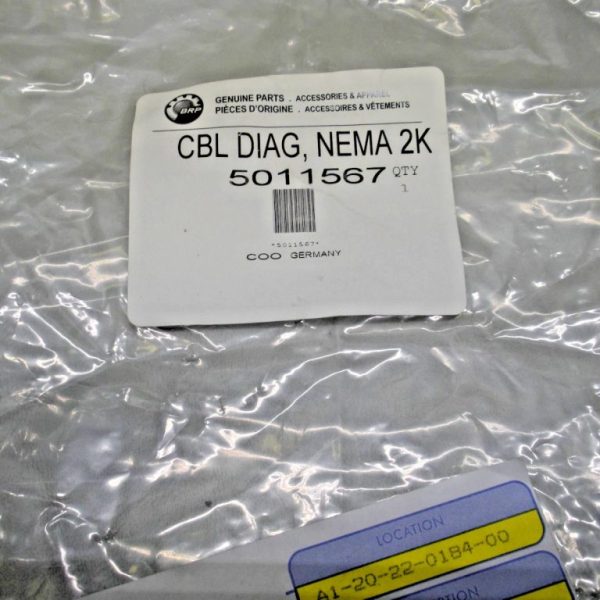 BRP
GENUINE PARTS . ACCESSORIES & APPAREL
PIÈCES D'ORIGINE . ACCESSOIRES & VÊTEMENTS
CBL DIAG, NEMA 2K
5011567 QTY
1
*5011567*
COO GERMANY
LOCATION
A1-20-22-01B4-00